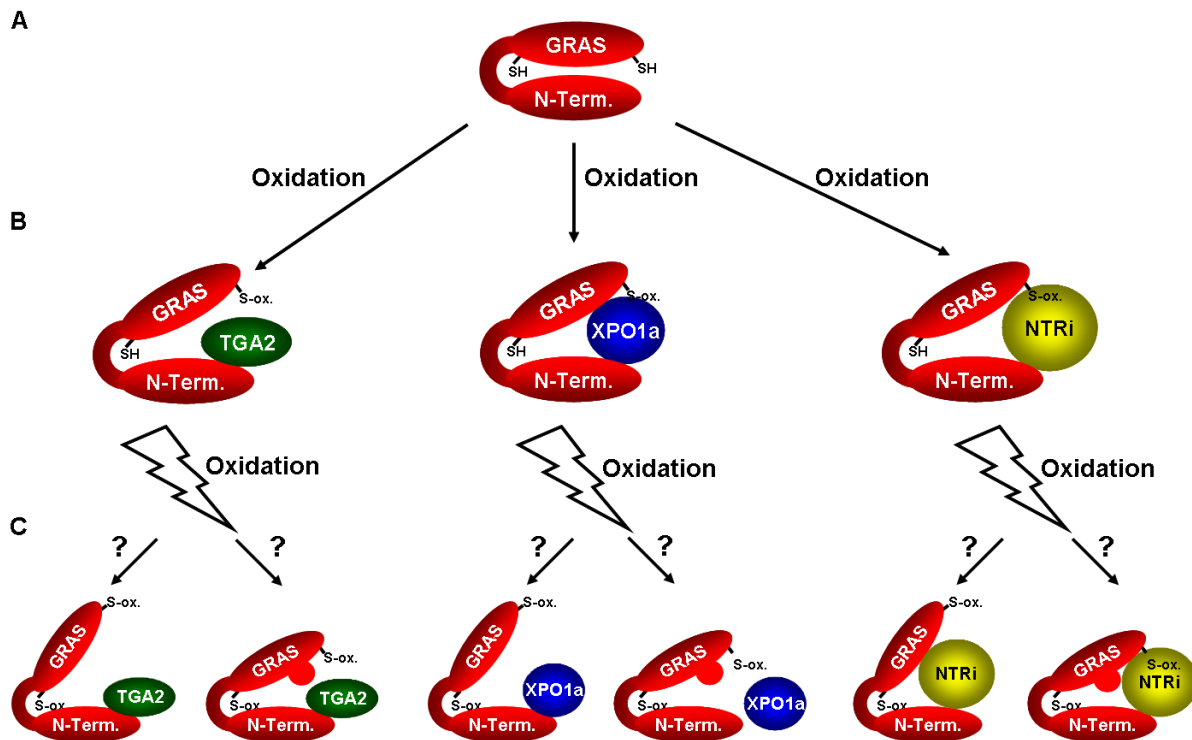 A
GRAS
SH SH
N-Term.
Oxidation Oxidation Oxidation
B
GRAS GRAS GRAS
S-ox. S-ox. S-ox.
TGA2 XPO1a NTRi
SH SH SH
N-Term. N-Term. N-Term.
Oxidation Oxidation Oxidation
C
? ? ? ? ? ?
S-ox. S-ox. S-ox.
GRAS GRAS GRAS GRAS GRAS GRAS
S-ox. S-ox. S-ox.
TGA2 TGA2 XPO1a XPO1a NTRi NTRi
S-ox S-ox. S-ox. S-ox. S-ox. S-ox.
N-Term. N-Term. N-Term. N-Term. N-Term. N-Term.